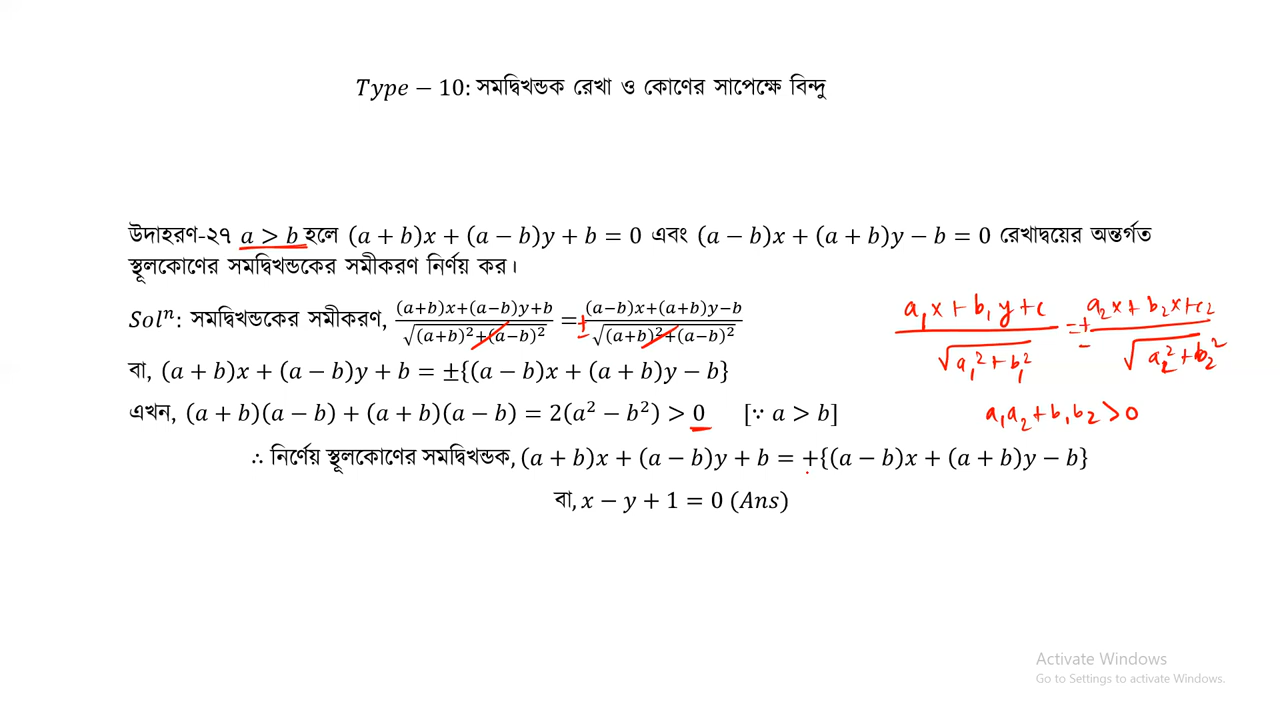 Type − 10: সমদ্বিখন্ডক রেখা ও কোণের সাপেক্ষে বিন্দু
উদাহরণ-২৭ a > b হলে (a + b)x + (a − b)y + b = 0 এবং (a − b)x + (a + b)y − b = 0 রেখাদ্বয়ের অন্তর্গত
স্থূলকোণের সমদ্বিখন্ডকের সমীকরণ নির্ণয় কর।
Solⁿ: সমদ্বিখন্ডকের সমীকরণ, ((a+b)x+(a−b)y+b)/√((a+b)²+(a−b)²) = ± ((a−b)x+(a+b)y−b)/√((a+b)²+(a−b)²)
(a₁x + b₁y + c)/√(a₁² + b₁²) = ± (a₂x + b₂x + c₂)/√(a₂² + b₂²)
বা, (a + b)x + (a − b)y + b = ±{(a − b)x + (a + b)y − b}
এখন, (a + b)(a − b) + (a + b)(a − b) = 2(a² − b²) > 0 [∵ a > b]
a₁a₂ + b₁b₂ > 0
∴ নির্ণেয় স্থূলকোণের সমদ্বিখন্ডক, (a + b)x + (a − b)y + b = +{(a − b)x + (a + b)y − b}
বা, x − y + 1 = 0 (Ans)
Activate Windows
Go to Settings to activate Windows.